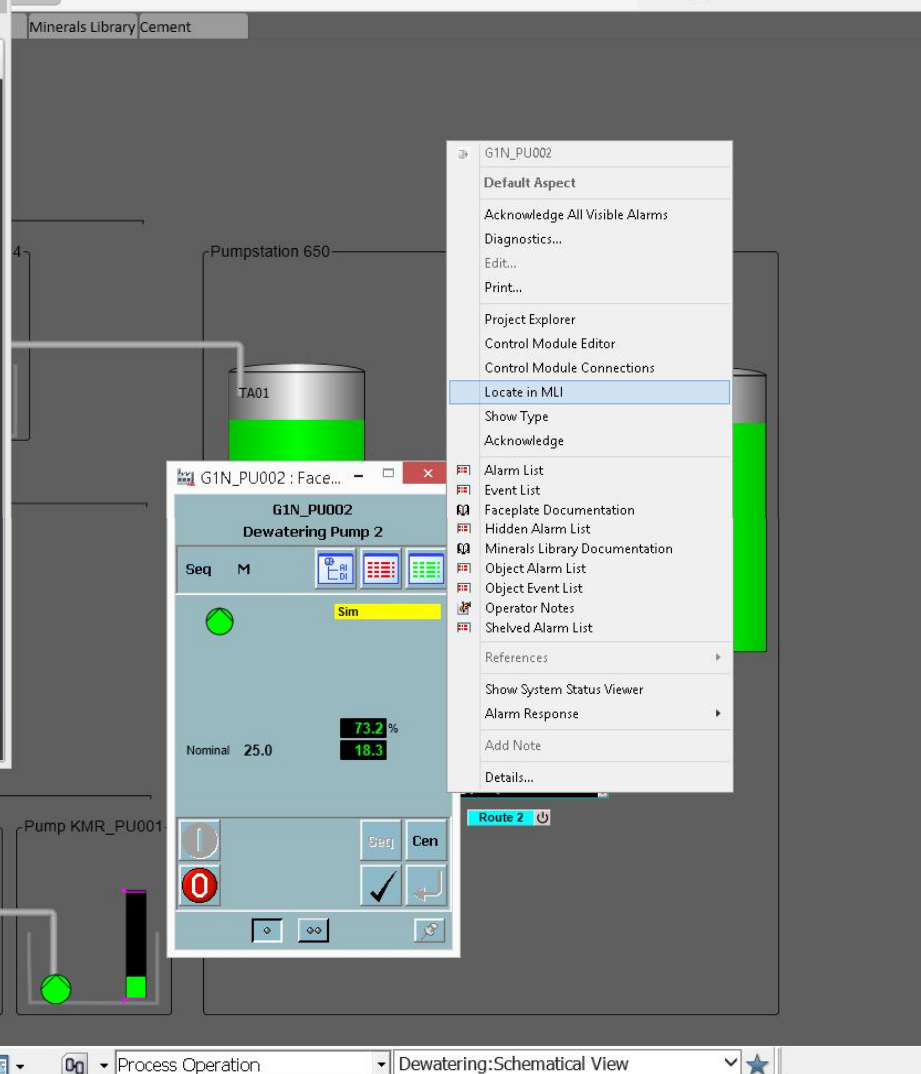 Minerals Library Cement
4
Pumpstation 650
TA01
G1N_PU002
Default Aspect
Acknowledge All Visible Alarms
Diagnostics...
Edit...
Print...
Project Explorer
Control Module Editor
Control Module Connections
Locate in MLI
Show Type
Acknowledge
Alarm List
Event List
Faceplate Documentation
Hidden Alarm List
Minerals Library Documentation
Object Alarm List
Object Event List
Operator Notes
Shelved Alarm List
References
Show System Status Viewer
Alarm Response
Add Note
Details...
G1N_PU002 : Face...
G1N_PU002
Dewatering Pump 2
Seq M
AI
DI
Sim
73.2 %
Nominal 25.0 18.3
Seq Cen
Route 2
Pump KMR_PU001
Process Operation
Dewatering:Schematical View